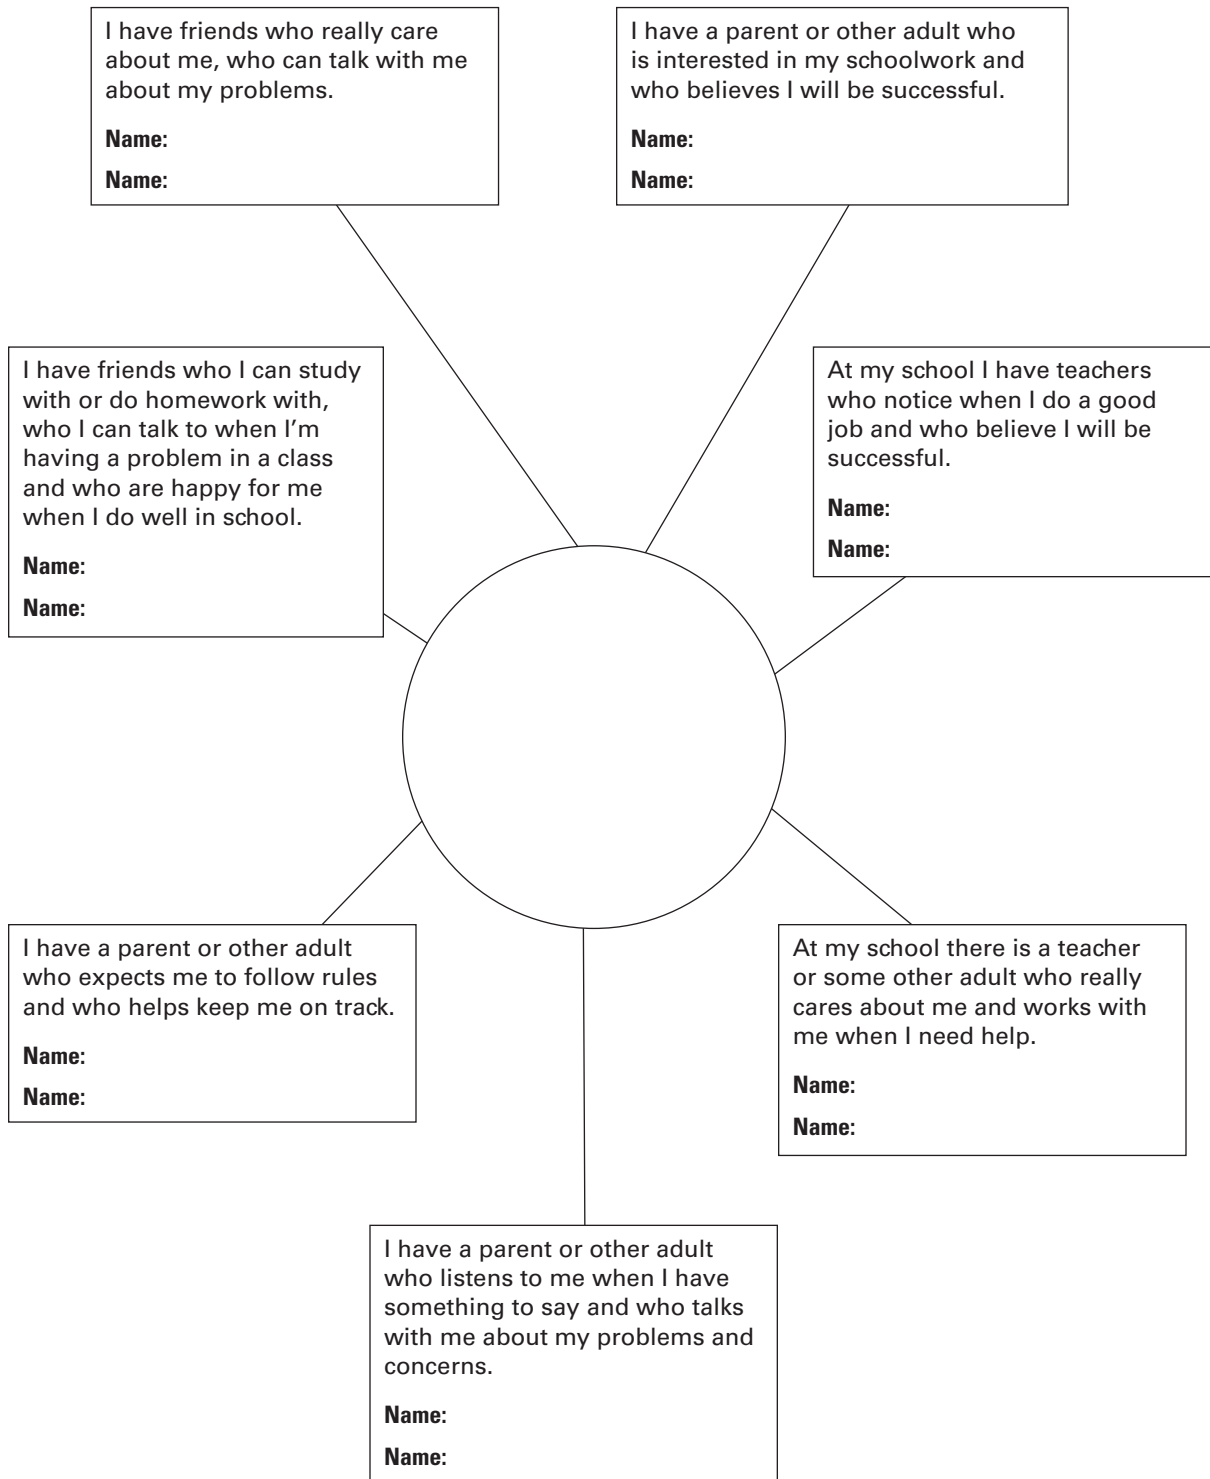 I have friends who really care
about me, who can talk with me
about my problems.
Name:
Name:
I have a parent or other adult who
is interested in my schoolwork and
who believes I will be successful.
Name:
Name:
I have friends who I can study
with or do homework with,
who I can talk to when I'm
having a problem in a class
and who are happy for me
when I do well in school.
Name:
Name:
At my school I have teachers
who notice when I do a good
job and who believe I will be
successful.
Name:
Name:
I have a parent or other adult
who expects me to follow rules
and who helps keep me on track.
Name:
Name:
At my school there is a teacher
or some other adult who really
cares about me and works with
me when I need help.
Name:
Name:
I have a parent or other adult
who listens to me when I have
something to say and who talks
with me about my problems and
concerns.
Name:
Name: